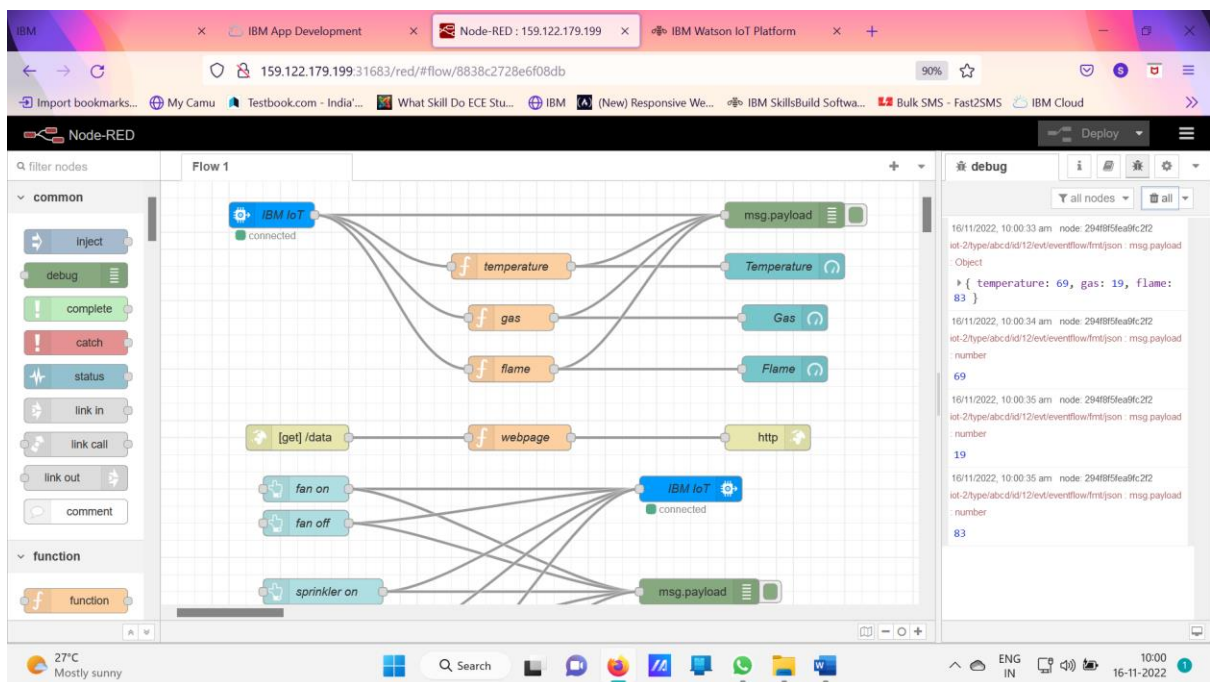 IBM
IBM App Development
Node-RED : 159.122.179.199
IBM Watson IoT Platform
159.122.179.199:31683/red/#flow/8838c2728e6f08db
90%
S
Import bookmarks...
My Camu
Testbook.com - India'...
What Skill Do ECE Stu...
IBM
(New) Responsive We...
IBM SkillsBuild Softwa...
Bulk SMS - Fast2SMS
IBM Cloud
Node-RED
Deploy
filter nodes
Flow 1
debug
i
all nodes
all
common
inject
debug
complete
catch
status
link in
link call
link out
comment
function
function
IBM IoT
connected
msg.payload
temperature
Temperature
gas
Gas
flame
Flame
[get] /data
webpage
http
fan on
IBM IoT
connected
fan off
sprinkler on
msg.payload
16/11/2022, 10:00:33 am node: 294f8f5fea9fc2f2
iot-2/type/abcd/id/12/evt/eventflow/fmt/json : msg.payload
: Object
{ temperature: 69, gas: 19, flame:
83 }
16/11/2022, 10:00:34 am node: 294f8f5fea9fc2f2
iot-2/type/abcd/id/12/evt/eventflow/fmt/json : msg.payload
: number
69
16/11/2022, 10:00:35 am node: 294f8f5fea9fc2f2
iot-2/type/abcd/id/12/evt/eventflow/fmt/json : msg.payload
: number
19
16/11/2022, 10:00:35 am node: 294f8f5fea9fc2f2
iot-2/type/abcd/id/12/evt/eventflow/fmt/json : msg.payload
: number
83
27°C
Mostly sunny
Search
ENG
IN
10:00
16-11-2022
1